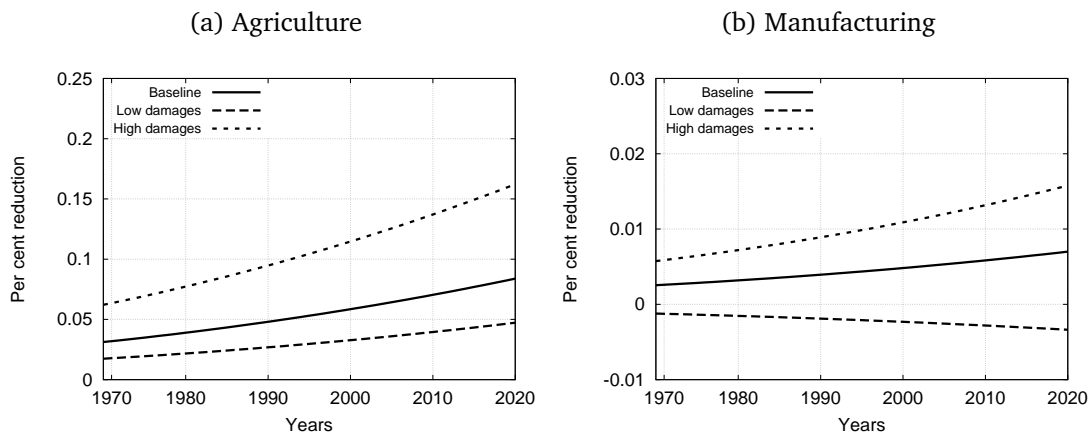 (a) Agriculture
0.25
0.2
0.15
0.1
0.05
0
Per cent reduction
Baseline
Low damages
High damages
1970 1980 1990 2000 2010 2020
Years
(b) Manufacturing
0.03
0.02
0.01
0
-0.01
Per cent reduction
Baseline
Low damages
High damages
1970 1980 1990 2000 2010 2020
Years